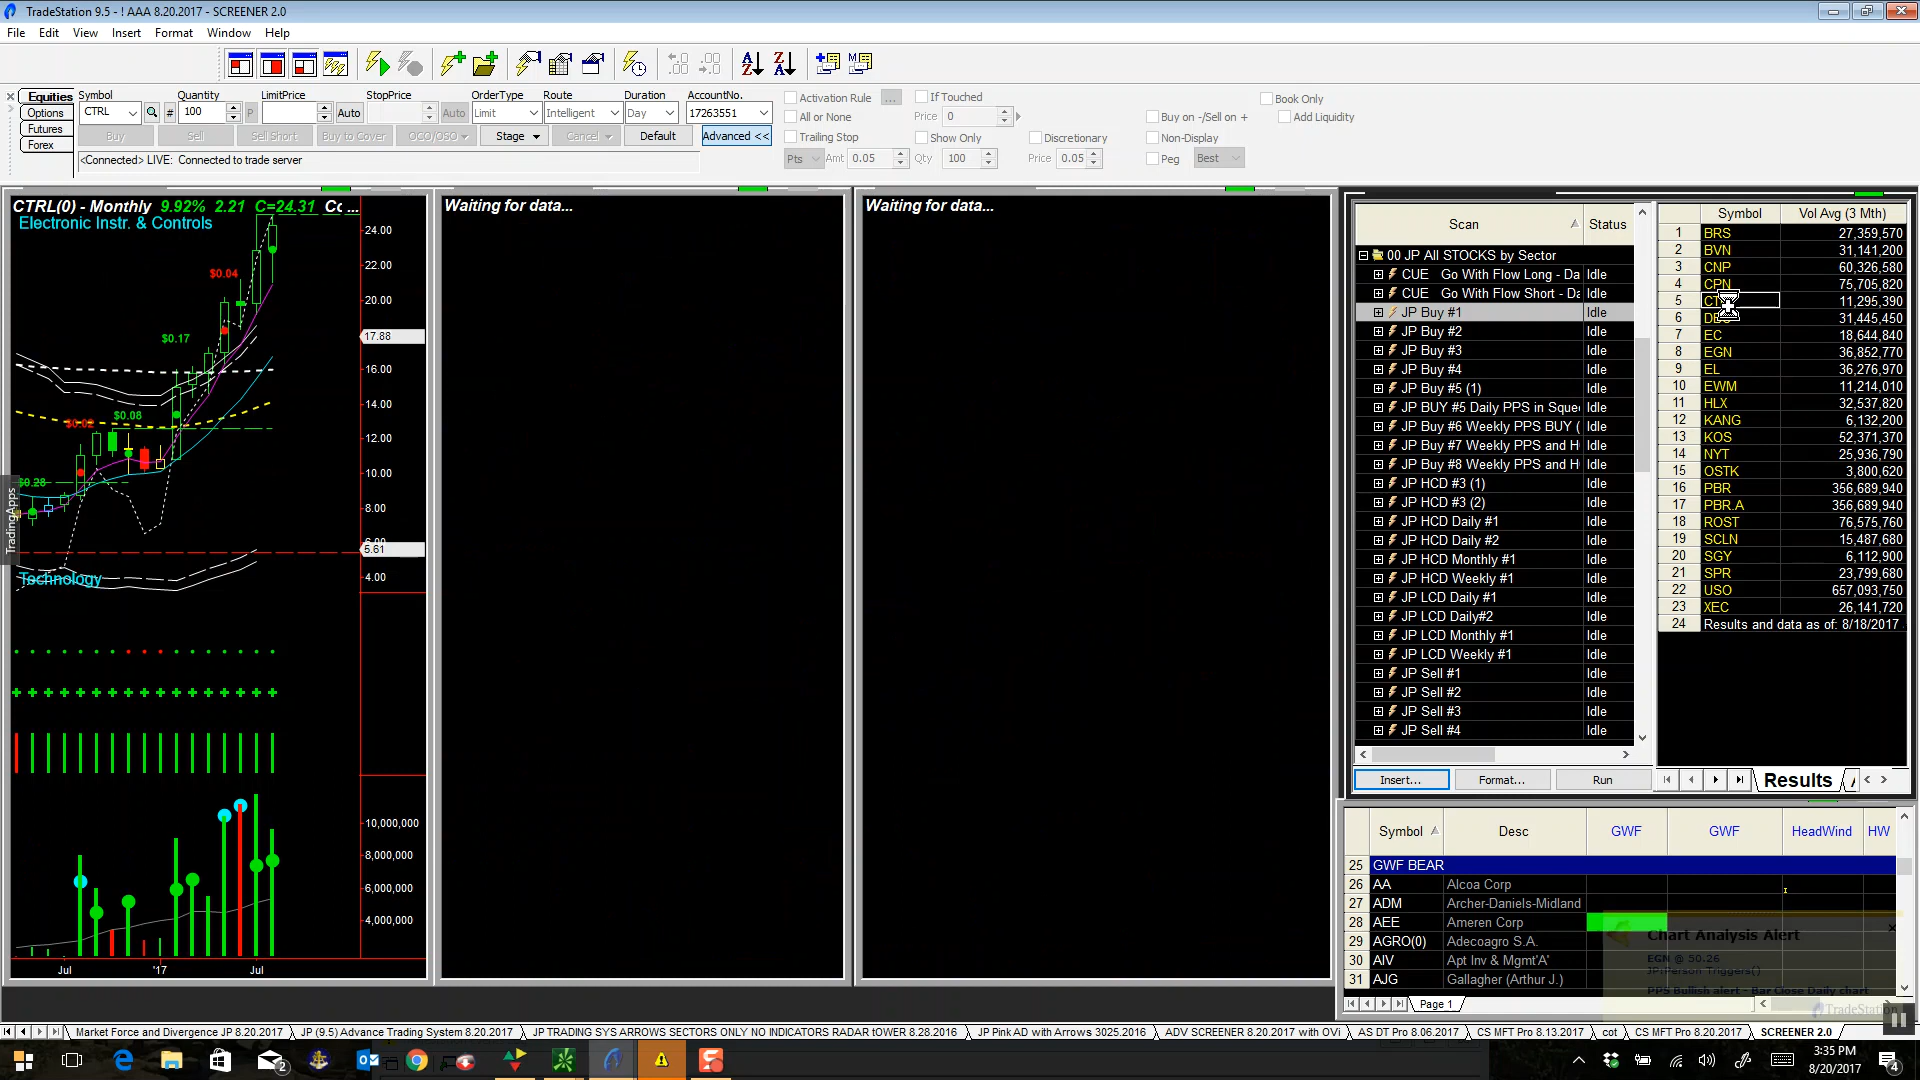 TradeStation 9.5 - ! AAA 8.20.2017 - SCREENER 2.0
File Edit View Insert Format Window Help
Equities
Options
Futures
Forex
Symbol Quantity LimitPrice StopPrice OrderType Route Duration AccountNo.
CTRL # 100 P Auto Auto Limit Intelligent Day 17263551
Buy Sell Sell Short Buy to Cover OCO/OSO Stage Cancel Default Advanced <<
<Connected> LIVE: Connected to trade server
Activation Rule ... If Touched Book Only
All or None Price 0 Buy on -/Sell on + Add Liquidity
Trailing Stop Show Only Discretionary Non-Display
Pts Amt 0.05 Qty 100 Price 0.05 Peg Best
CTRL(0) - Monthly 9.92% 2.21 C=24.31
Electronic Instr. & Controls
24.00
22.00
$0.04
20.00
$0.17
17.88
16.00
14.00
$0.08
$0.02
12.00
10.00
$0.28
8.00
6.00
5.61
4.00
Technology
10,000,000
8,000,000
6,000,000
4,000,000
Jul '17 Jul
TradingApps
Waiting for data...
Waiting for data...
Scan Status
00 JP All STOCKS by Sector
CUE Go With Flow Long - Da Idle
CUE Go With Flow Short - Da Idle
JP Buy #1 Idle
JP Buy #2 Idle
JP Buy #3 Idle
JP Buy #4 Idle
JP Buy #5 (1) Idle
JP BUY #5 Daily PPS in Sque Idle
JP Buy #6 Weekly PPS BUY ( Idle
JP Buy #7 Weekly PPS and H Idle
JP Buy #8 Weekly PPS and H Idle
JP HCD #3 (1) Idle
JP HCD #3 (2) Idle
JP HCD Daily #1 Idle
JP HCD Daily #2 Idle
JP HCD Monthly #1 Idle
JP HCD Weekly #1 Idle
JP LCD Daily #1 Idle
JP LCD Daily#2 Idle
JP LCD Monthly #1 Idle
JP LCD Weekly #1 Idle
JP Sell #1 Idle
JP Sell #2 Idle
JP Sell #3 Idle
JP Sell #4 Idle
Insert... Format... Run
Symbol Vol Avg (3 Mth)
1 BRS 27,359,570
2 BVN 31,141,200
3 CNP 60,326,580
4 CPN 75,705,820
5 11,295,390
6 31,445,450
7 EC 18,644,840
8 EGN 36,852,770
9 EL 36,276,970
10 EWM 11,214,010
11 HLX 32,537,820
12 KANG 6,132,200
13 KOS 52,371,370
14 NYT 25,936,790
15 OSTK 3,800,620
16 PBR 356,689,940
17 PBR.A 356,689,940
18 ROST 76,575,760
19 SCLN 15,487,680
20 SGY 6,112,900
21 SPR 23,799,680
22 USO 657,093,750
23 XEC 26,141,720
24 Results and data as of: 8/18/2017
Results
Symbol Desc GWF GWF HeadWind HW
25 GWF BEAR
26 AA Alcoa Corp
27 ADM Archer-Daniels-Midland
28 AEE Ameren Corp
29 AGRO(0) Adecoagro S.A.
30 AIV Apt Inv & Mgmt'A'
31 AJG Gallagher (Arthur J.)
Chart Analysis Alert
EGN @ 50.26
JP:Person Triggers()
PPS Bullish alert - Bar Close Daily chart
TradeStation
Page 1
Market Force and Divergence JP 8.20.2017
JP (9.5) Advance Trading System 8.20.2017
JP TRADING SYS ARROWS SECTORS ONLY NO INDICATORS RADAR tOWER 8.28.2016
JP Pink AD with Arrows 3025.2016
ADV SCREENER 8.20.2017 with OVi
AS DT Pro 8.06.2017
CS MFT Pro 8.13.2017
cot
CS MFT Pro 8.20.2017
SCREENER 2.0
2
3:35 PM
8/20/2017
4